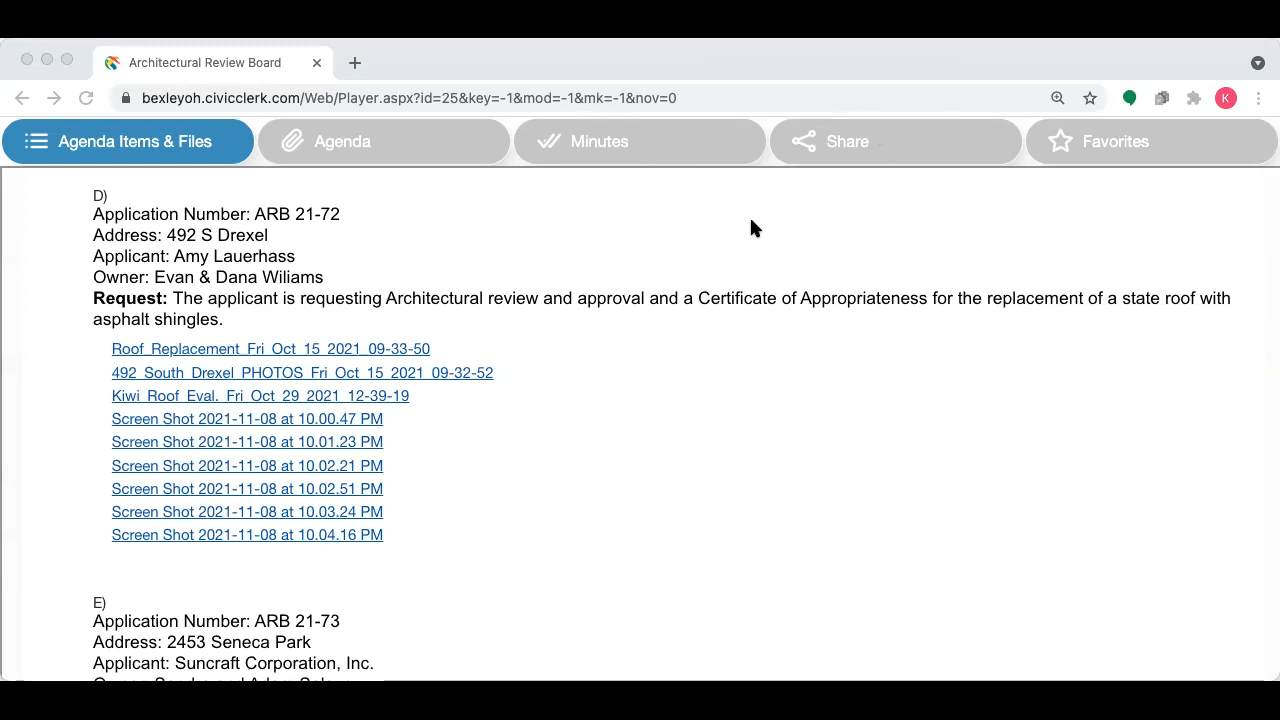 Architectural Review Board
bexleyoh.civicclerk.com/Web/Player.aspx?id=25&key=-1&mod=-1&mk=-1&nov=0
K
Agenda Items & Files
Agenda
Minutes
Share
Favorites
D)
Application Number: ARB 21-72
Address: 492 S Drexel
Applicant: Amy Lauerhass
Owner: Evan & Dana Wiliams
Request: The applicant is requesting Architectural review and approval and a Certificate of Appropriateness for the replacement of a state roof with
asphalt shingles.
Roof_Replacement_Fri_Oct_15_2021_09-33-50
492_South_Drexel_PHOTOS_Fri_Oct_15_2021_09-32-52
Kiwi_Roof_Eval._Fri_Oct_29_2021_12-39-19
Screen Shot 2021-11-08 at 10.00.47 PM
Screen Shot 2021-11-08 at 10.01.23 PM
Screen Shot 2021-11-08 at 10.02.21 PM
Screen Shot 2021-11-08 at 10.02.51 PM
Screen Shot 2021-11-08 at 10.03.24 PM
Screen Shot 2021-11-08 at 10.04.16 PM
E)
Application Number: ARB 21-73
Address: 2453 Seneca Park
Applicant: Suncraft Corporation, Inc.